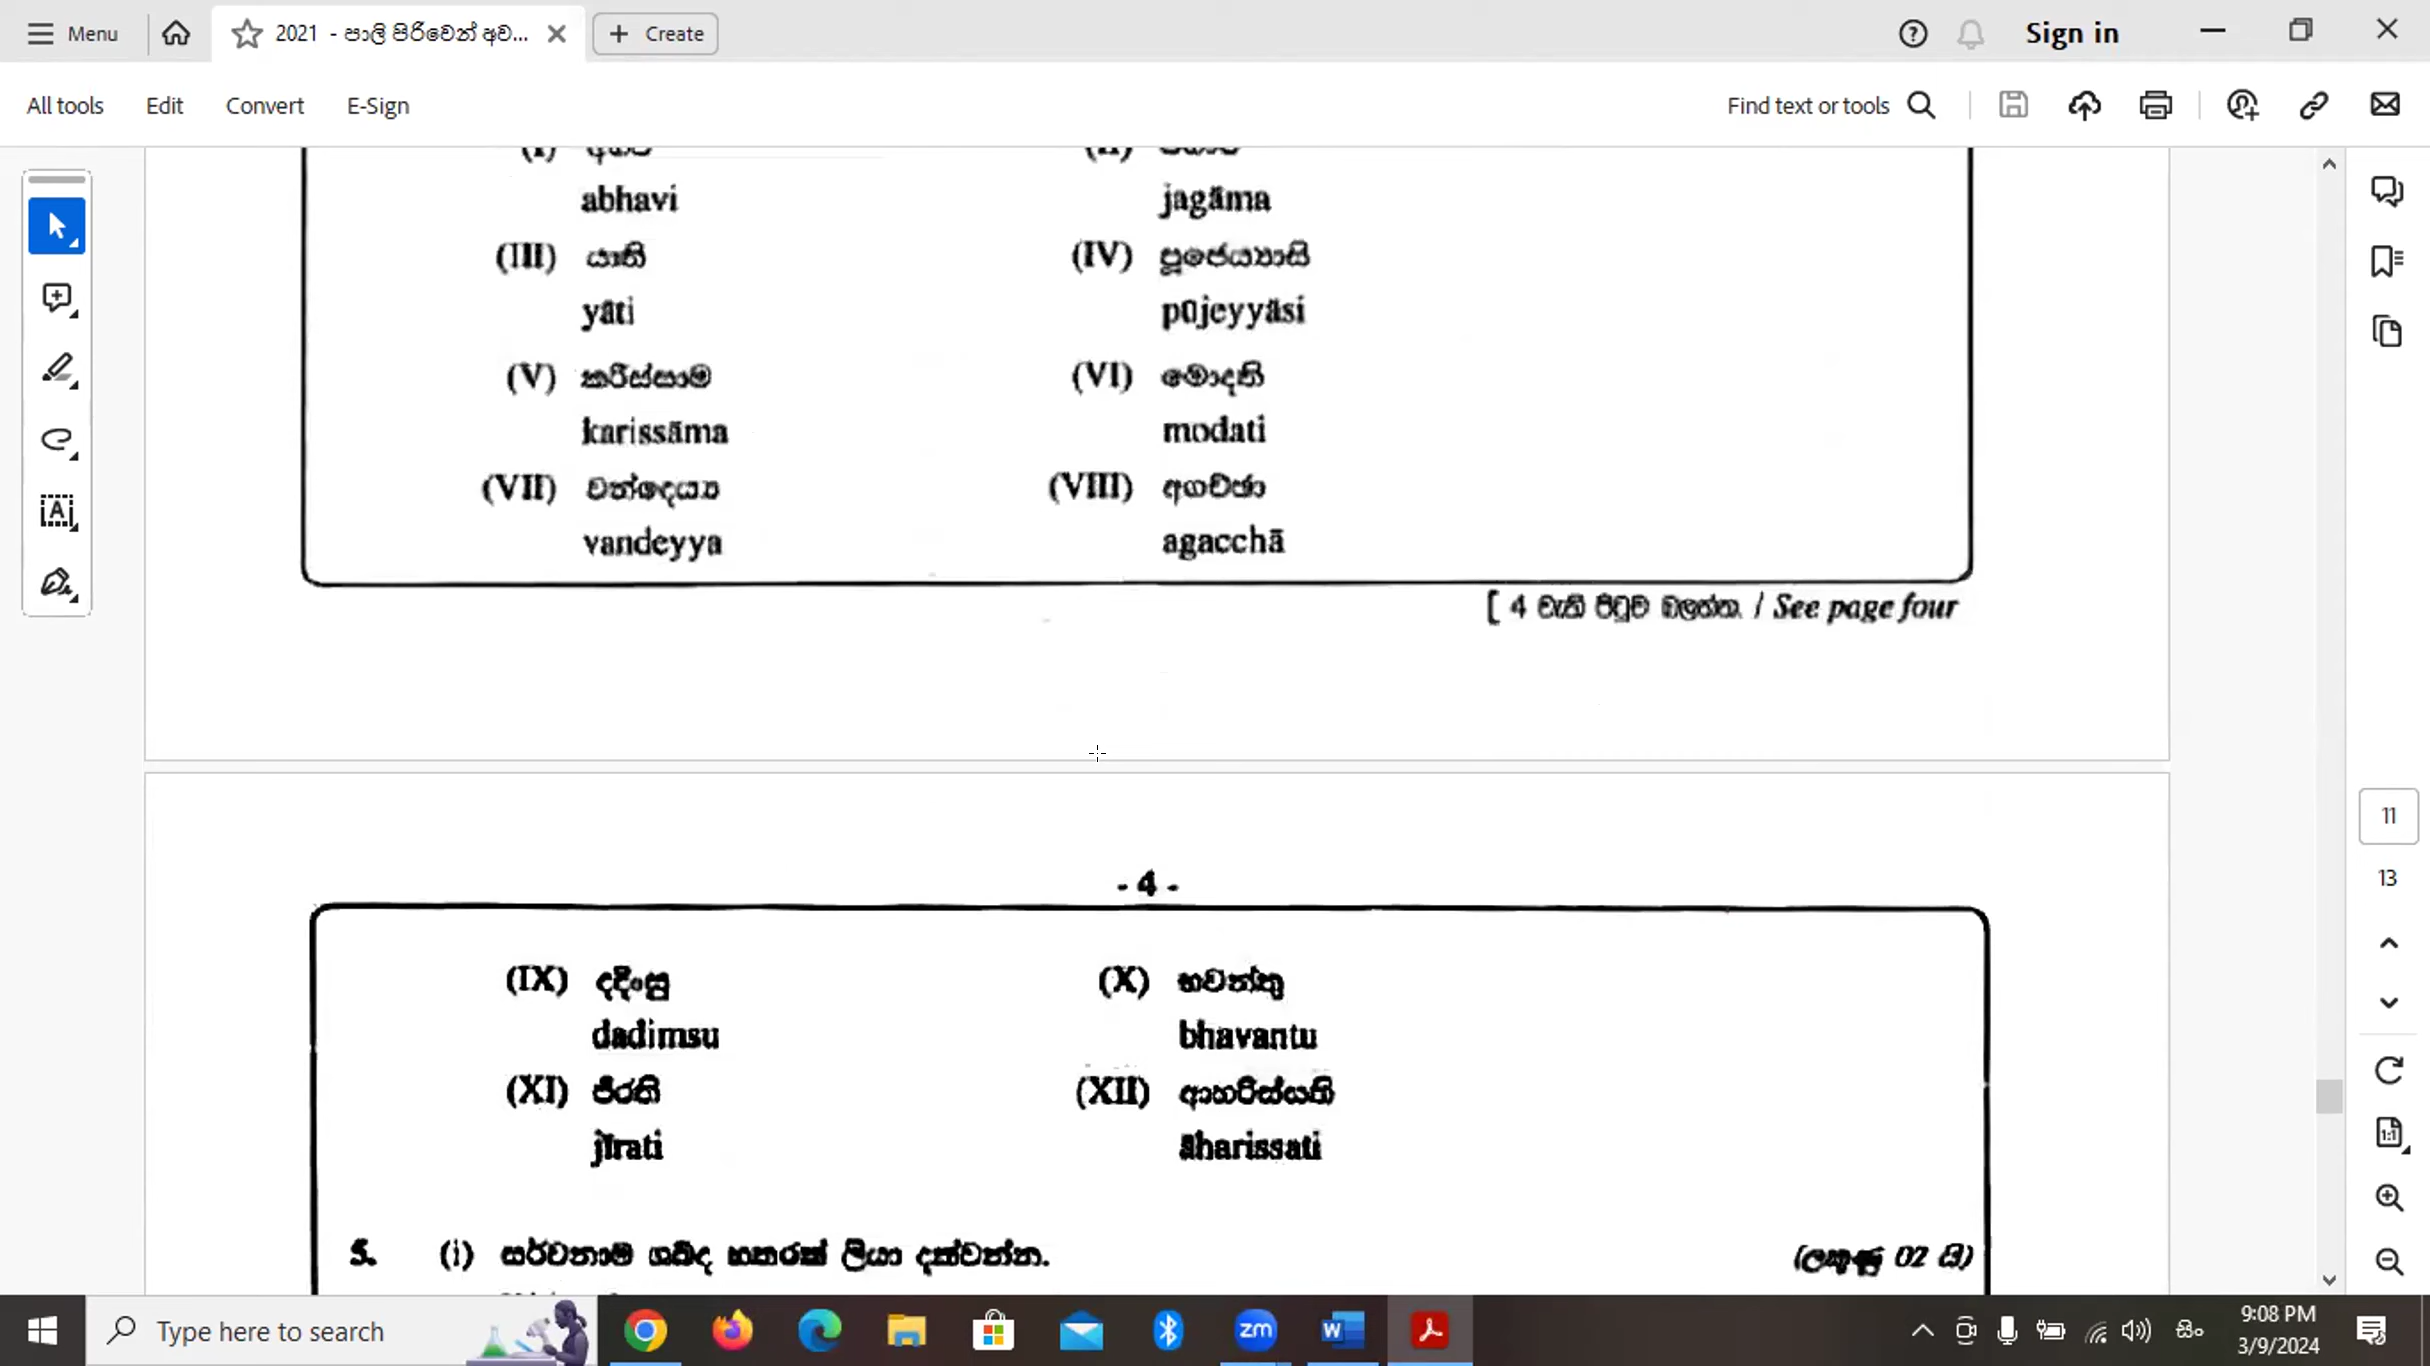 Menu
2021 - පාලි පිරිවෙන් අව...
Create
Sign in
All tools
Edit
Convert
E-Sign
Find text or tools
(I)
(II)
abhavi
jagāma
(III) යාති
(IV) පූජෙය්‍යාසි
yāti
pūjeyyāsi
(V) කරිස්සාම
(VI) මොදති
karissāma
modati
(VII) වන්දෙය්‍ය
(VIII) අගච්ඡා
vandeyya
agacchā
[ 4 වැනි පිටුව බලන්න. / See page four
11
13
- 4 -
(IX) දදිංසු
(X) භවන්තු
dadimsu
bhavantu
(XI) ජීරති
(XII) ආහරිස්සති
jīrati
āharissati
5. (i) සර්වනාම ශබ්ද හතරක් ලියා දක්වන්න.
(ලකුණු 02 යි)
Type here to search
zm
W
සිං
9:08 PM
3/9/2024